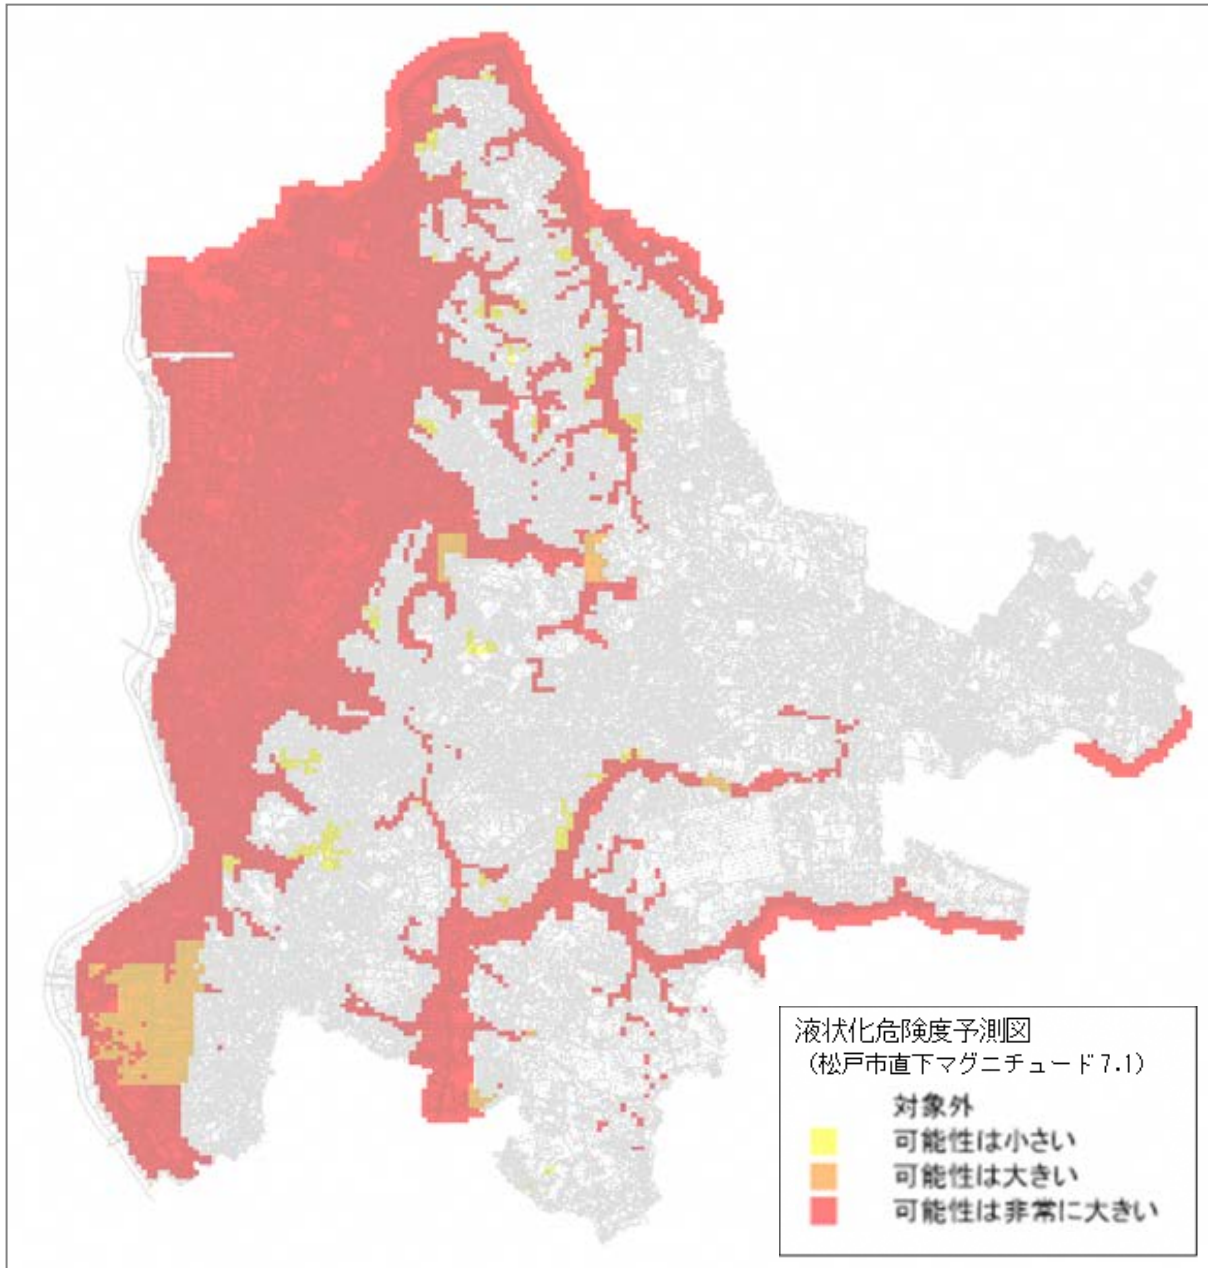 液状化危険度予測図
(松戸市直下マグニチュード7.1)
対象外
可能性は小さい
可能性は大きい
可能性は非常に大きい